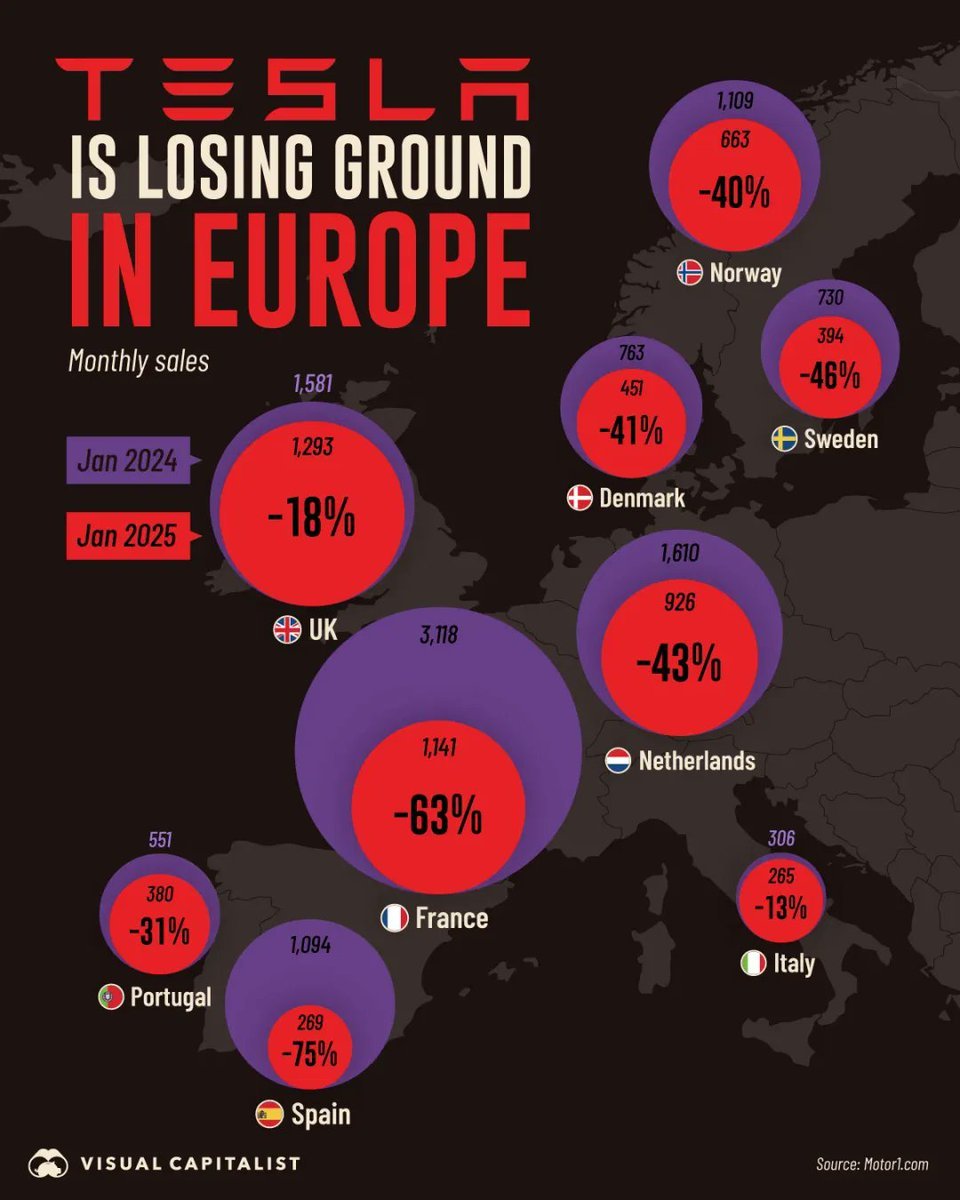 TESLA
IS LOSING GROUND
IN EUROPE
Monthly sales
Jan 2024
Jan 2025
1,581
1,293
-18%
UK
1,109
663
-40%
Norway
730
394
-46%
Sweden
763
451
-41%
Denmark
1,610
926
-43%
Netherlands
3,118
1,141
-63%
France
551
380
-31%
Portugal
1,094
269
-75%
Spain
306
265
-13%
Italy
VISUAL CAPITALIST
Source: Motor1.com